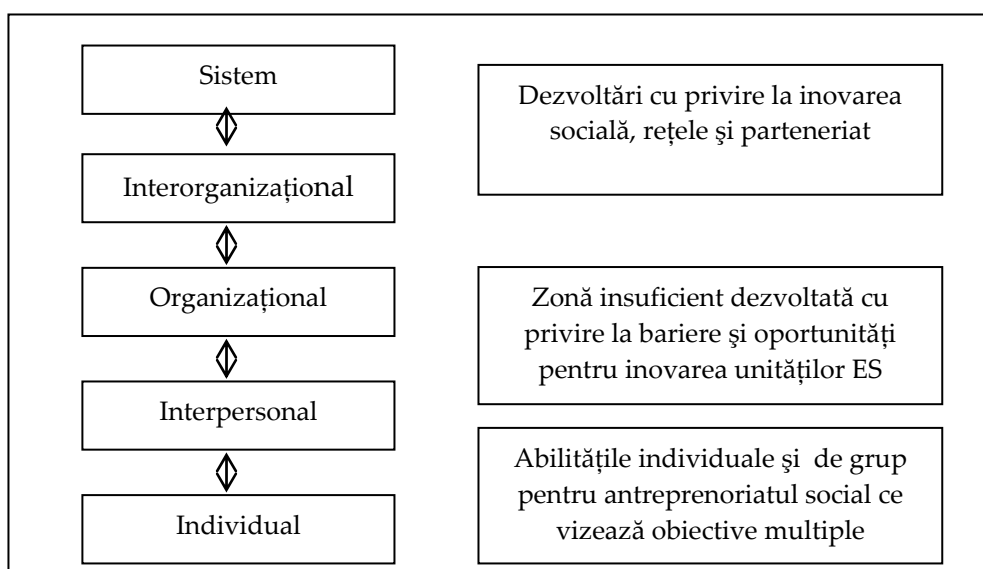 Sistem
Interorganizațional
Organizațional
Interpersonal
Individual
Dezvoltări cu privire la inovarea
socială, rețele şi parteneriat
Zonă insuficient dezvoltată cu
privire la bariere şi oportunități
pentru inovarea unităților ES
Abilitățile individuale şi de grup
pentru antreprenoriatul social ce
vizează obiective multiple